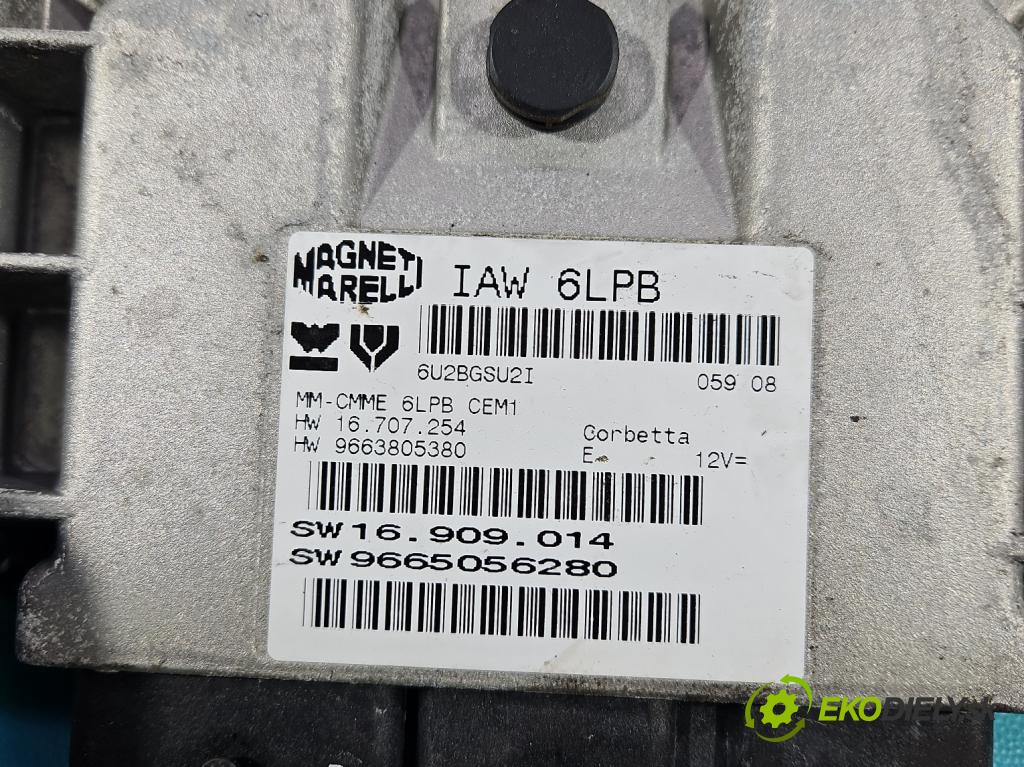 MAGNETI
MARELLI
IAW 6LPB
6U2BGSU2I 059 08
MM-CMME 6LPB CEM1
HW 16.707.254
HW 9663805380
Corbetta
E 12V=
SW 16.909.014
SW 9665056280
EKODIELY.SK